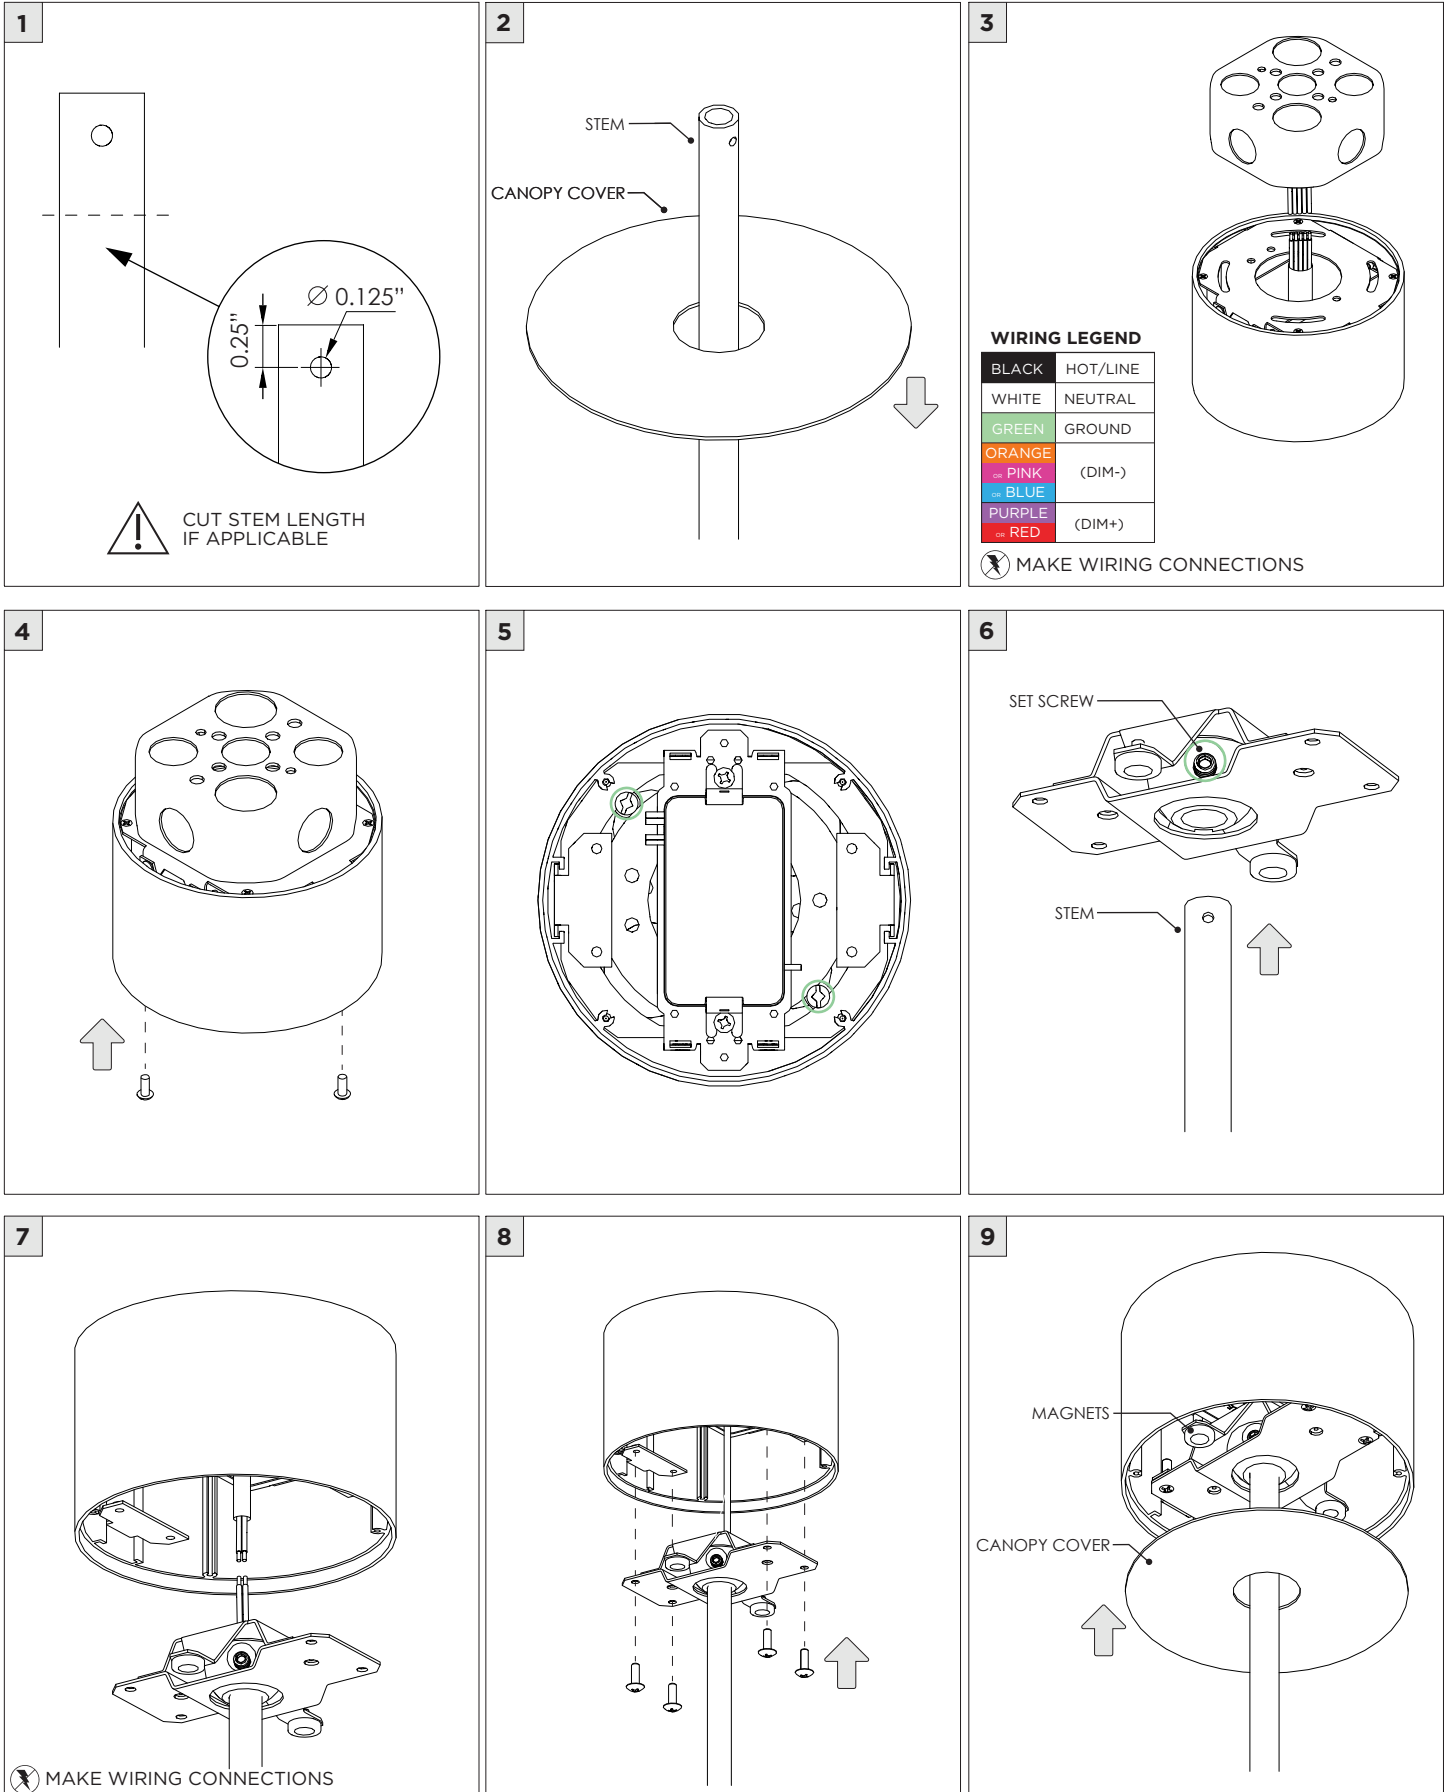 1
0.25"
Ø 0.125"
CUT STEM LENGTH
IF APPLICABLE
2
STEM
CANOPY COVER
3
WIRING LEGEND
BLACK HOT/LINE
WHITE NEUTRAL
GREEN GROUND
ORANGE
OR PINK (DIM-)
OR BLUE
PURPLE
OR RED (DIM+)
MAKE WIRING CONNECTIONS
4
5
6
SET SCREW
STEM
7
MAKE WIRING CONNECTIONS
8
9
MAGNETS
CANOPY COVER